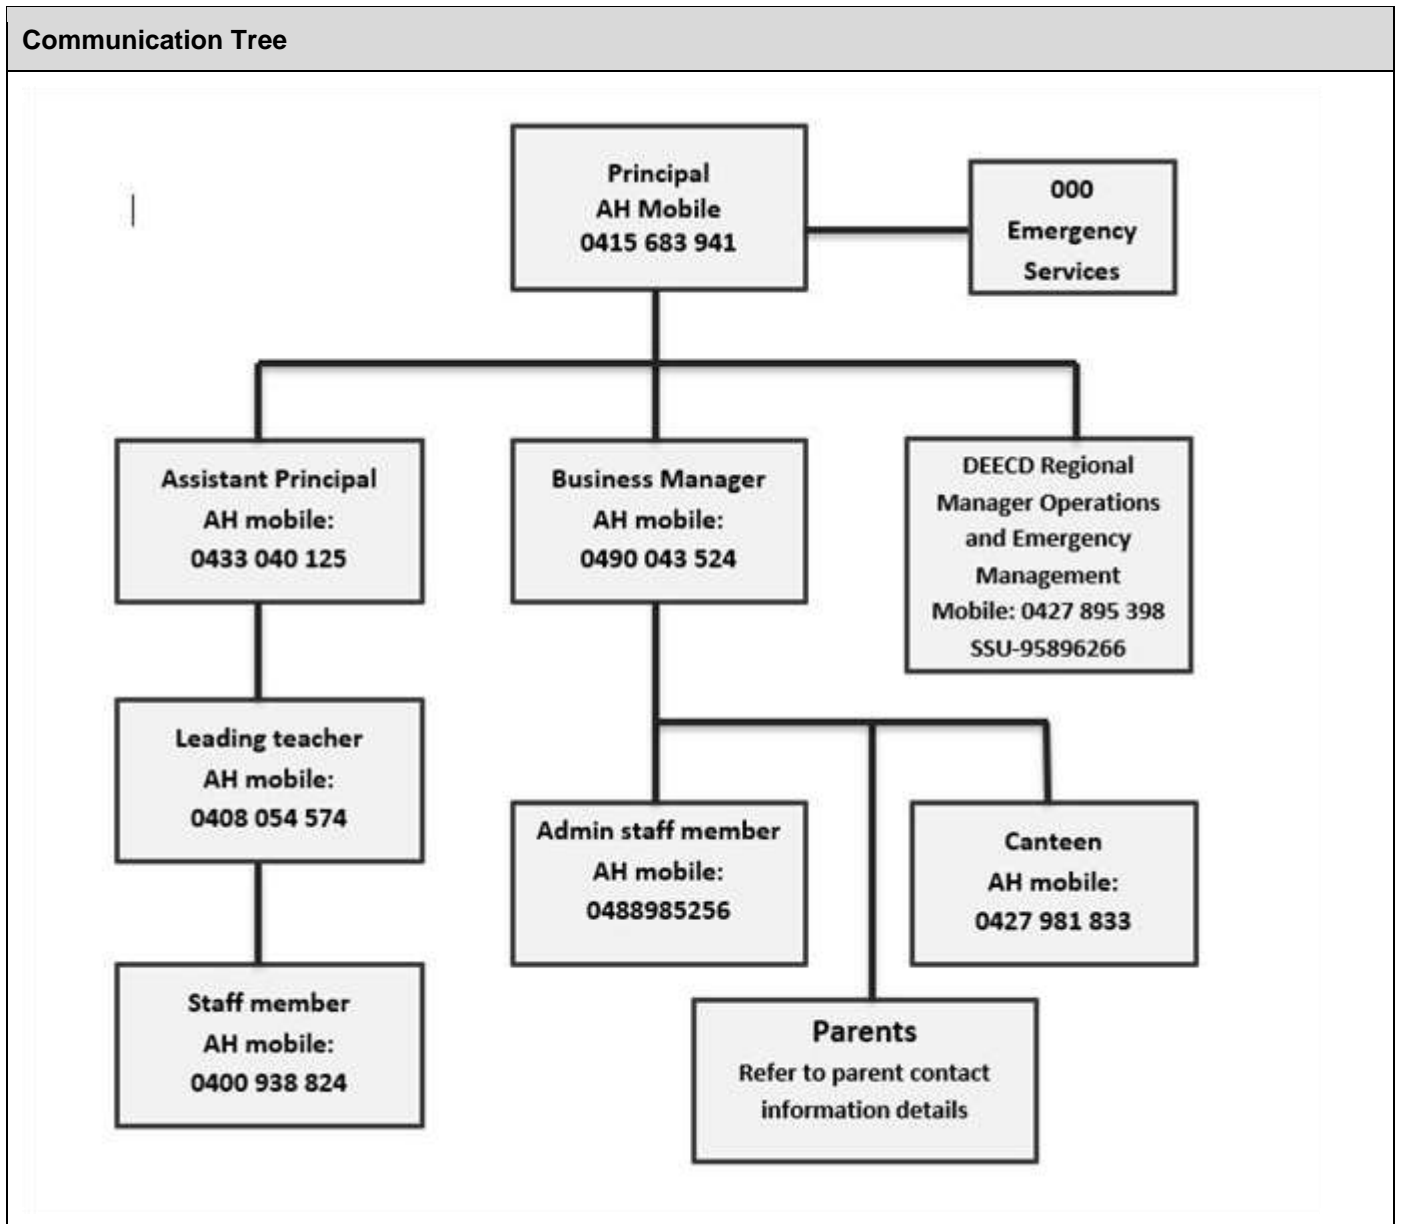 Communication Tree
Principal
AH Mobile
0415 683 941
000
Emergency
Services
Assistant Principal
AH mobile:
0433 040 125
Business Manager
AH mobile:
0490 043 524
DEECD Regional
Manager Operations
and Emergency
Management
Mobile: 0427 895 398
SSU-95896266
Leading teacher
AH mobile:
0408 054 574
Admin staff member
AH mobile:
0488985256
Canteen
AH mobile:
0427 981 833
Staff member
AH mobile:
0400 938 824
Parents
Refer to parent contact
information details